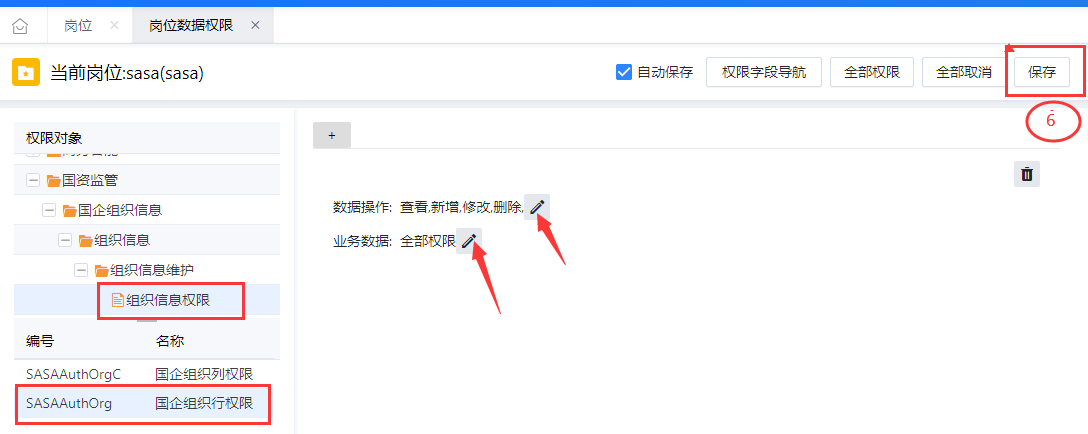 岗位
岗位数据权限
当前岗位:sasa(sasa)
自动保存
权限字段导航
全部权限
全部取消
保存
6
权限对象
+
国资监管
国企组织信息
数据操作: 查看,新增,修改,删除,
组织信息
业务数据: 全部权限
组织信息维护
组织信息权限
编号 名称
SASAAuthOrgC 国企组织列权限
SASAAuthOrg 国企组织行权限